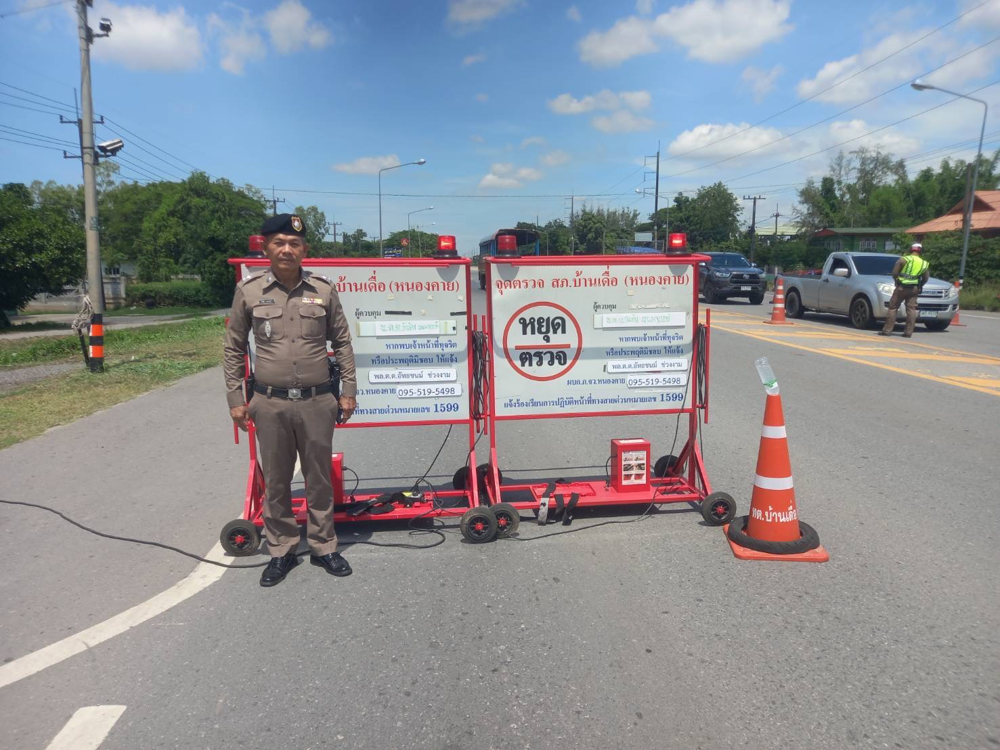 บ้านเดื่อ (หนองคาย)
ผู้ควบคุม
หากพบเจ้าหน้าที่ทุจริต
หรือประพฤติมิชอบ ให้แจ้ง
พล.ต.ต.อัทธชนม์ ช่วงงาม
จว.หนองคาย 095-519-5498
ที่ทางสายด่วนหมายเลข 1599
จุดตรวจ สภ.บ้านเดื่อ (หนองคาย)
ผู้ควบคุม
หยุด
ตรวจ
หากพบเจ้าหน้าที่ทุจริต
หรือประพฤติมิชอบ ให้แจ้ง
พล.ต.ต.อัทธชนม์ ช่วงงาม
ผบก.ภ.จว.หนองคาย 095-519-5498
แจ้งร้องเรียนการปฏิบัติหน้าที่ทางสายด่วนหมายเลข 1599
ทต.บ้านเดื่อ